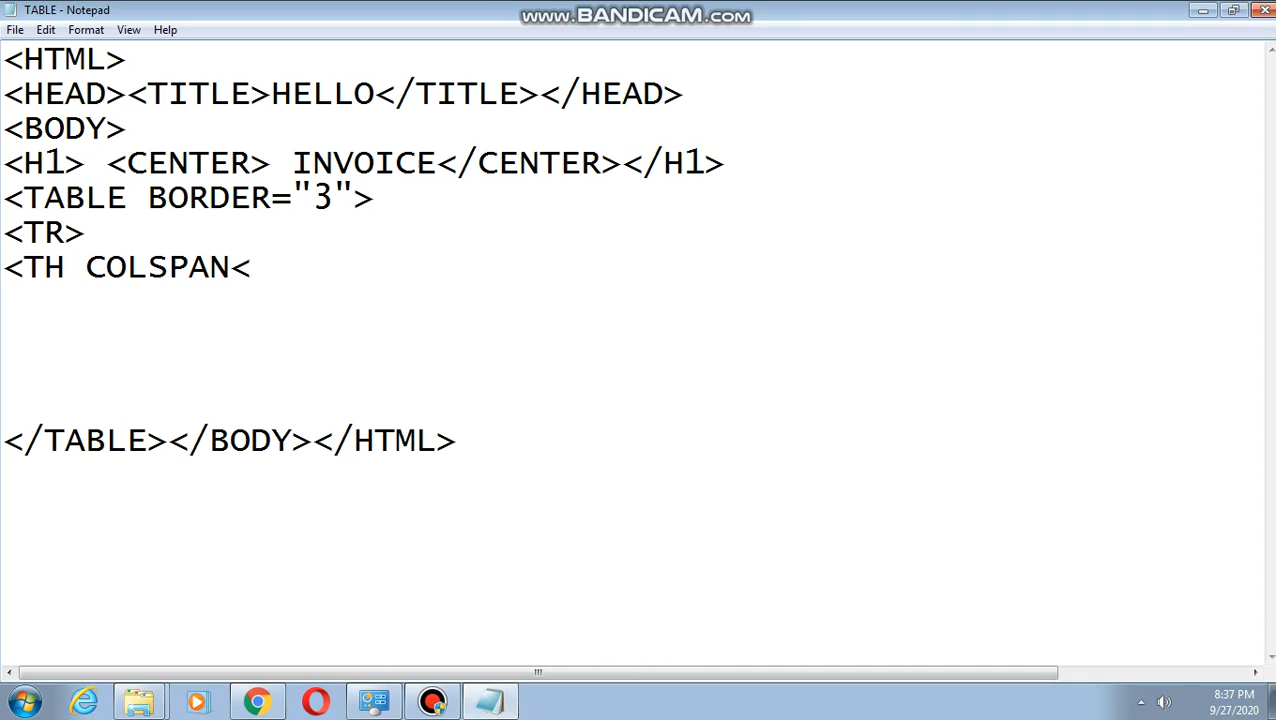 TABLE - Notepad
www.BANDICAM.com
File Edit Format View Help
<HTML>
<HEAD><TITLE>HELLO</TITLE></HEAD>
<BODY>
<H1> <CENTER> INVOICE</CENTER></H1>
<TABLE BORDER="3">
<TR>
<TH COLSPAN<
</TABLE></BODY></HTML>
8:37 PM
9/27/2020